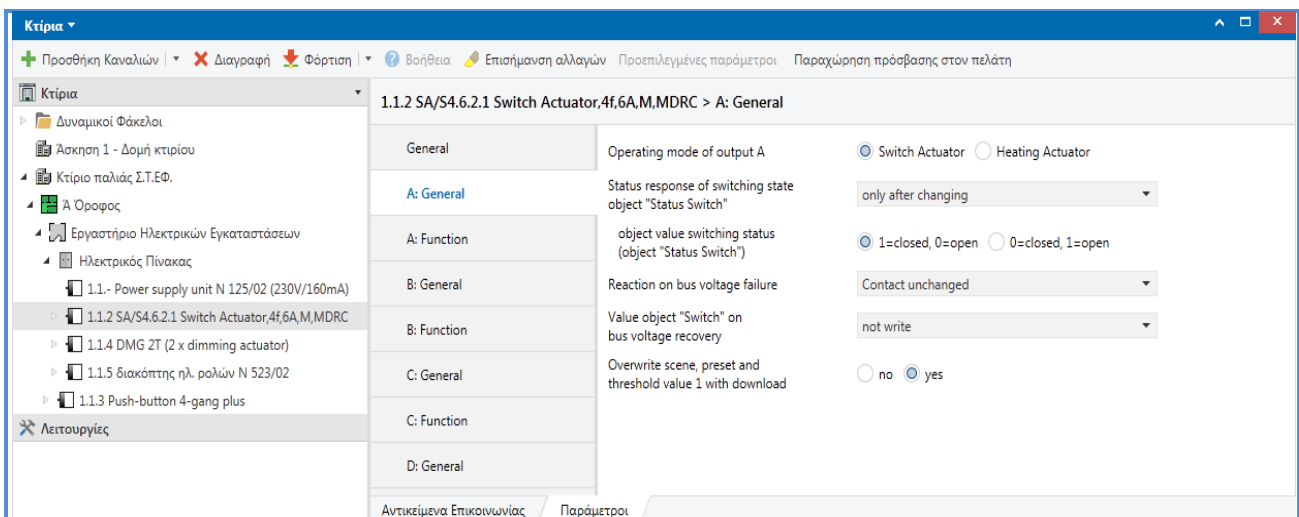 Κτίρια
Προσθήκη Καναλιών Διαγραφή Φόρτιση Βοήθεια Επισήμανση αλλαγών Προεπιλεγμένες παράμετροι Παραχώρηση πρόσβασης στον πελάτη
Κτίρια
Δυναμικοί Φάκελοι
Άσκηση 1 - Δομή κτιρίου
Κτίριο παλιάς Σ.Τ.ΕΦ.
Ά Όροφος
Εργαστήριο Ηλεκτρικών Εγκαταστάσεων
Ηλεκτρικός Πίνακας
1.1.- Power supply unit N 125/02 (230V/160mA)
1.1.2 SA/S4.6.2.1 Switch Actuator,4f,6A,M,MDRC
1.1.4 DMG 2T (2 x dimming actuator)
1.1.5 διακόπτης ηλ. ρολών N 523/02
1.1.3 Push-button 4-gang plus
Λειτουργίες
1.1.2 SA/S4.6.2.1 Switch Actuator,4f,6A,M,MDRC > A: General
General
A: General
A: Function
B: General
B: Function
C: General
C: Function
D: General
Operating mode of output A
Switch Actuator Heating Actuator
Status response of switching state
object "Status Switch"
only after changing
object value switching status
(object "Status Switch")
1=closed, 0=open 0=closed, 1=open
Reaction on bus voltage failure
Contact unchanged
Value object "Switch" on
bus voltage recovery
not write
Overwrite scene, preset and
threshold value 1 with download
no yes
Αντικείμενα Επικοινωνίας Παράμετροι